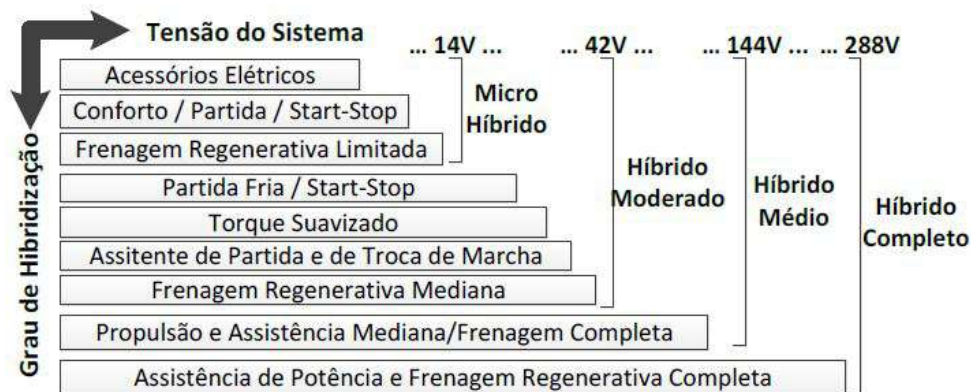 Tensão do Sistema
... 14V ... ... 42V ... ... 144V ... ... 288V
Grau de Hibridização
Acessórios Elétricos
Conforto / Partida / Start-Stop
Frenagem Regenerativa Limitada
Partida Fria / Start-Stop
Torque Suavizado
Assitente de Partida e de Troca de Marcha
Frenagem Regenerativa Mediana
Propulsão e Assistência Mediana/Frenagem Completa
Assistência de Potência e Frenagem Regenerativa Completa
Micro
Híbrido
Híbrido
Moderado
Híbrido
Médio
Híbrido
Completo